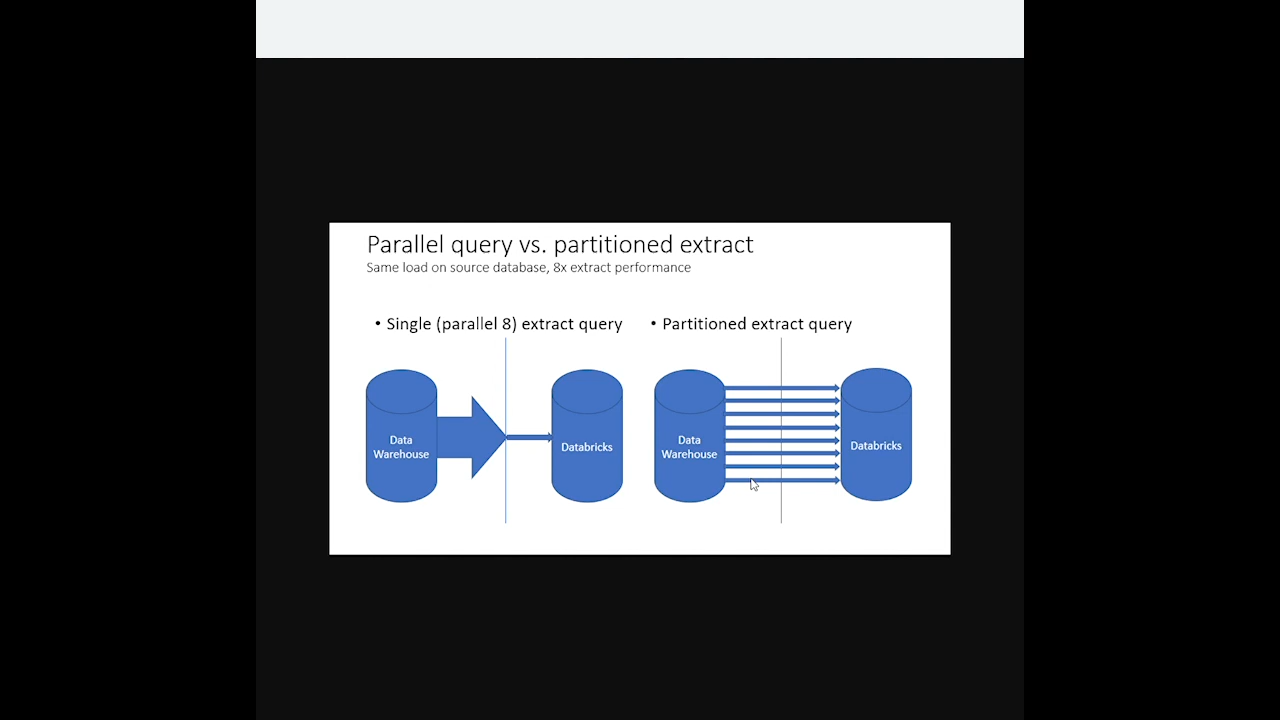 Parallel query vs. partitioned extract
Same load on source database, 8x extract performance
• Single (parallel 8) extract query
Data
Warehouse
Databricks
• Partitioned extract query
Data
Warehouse
Databricks